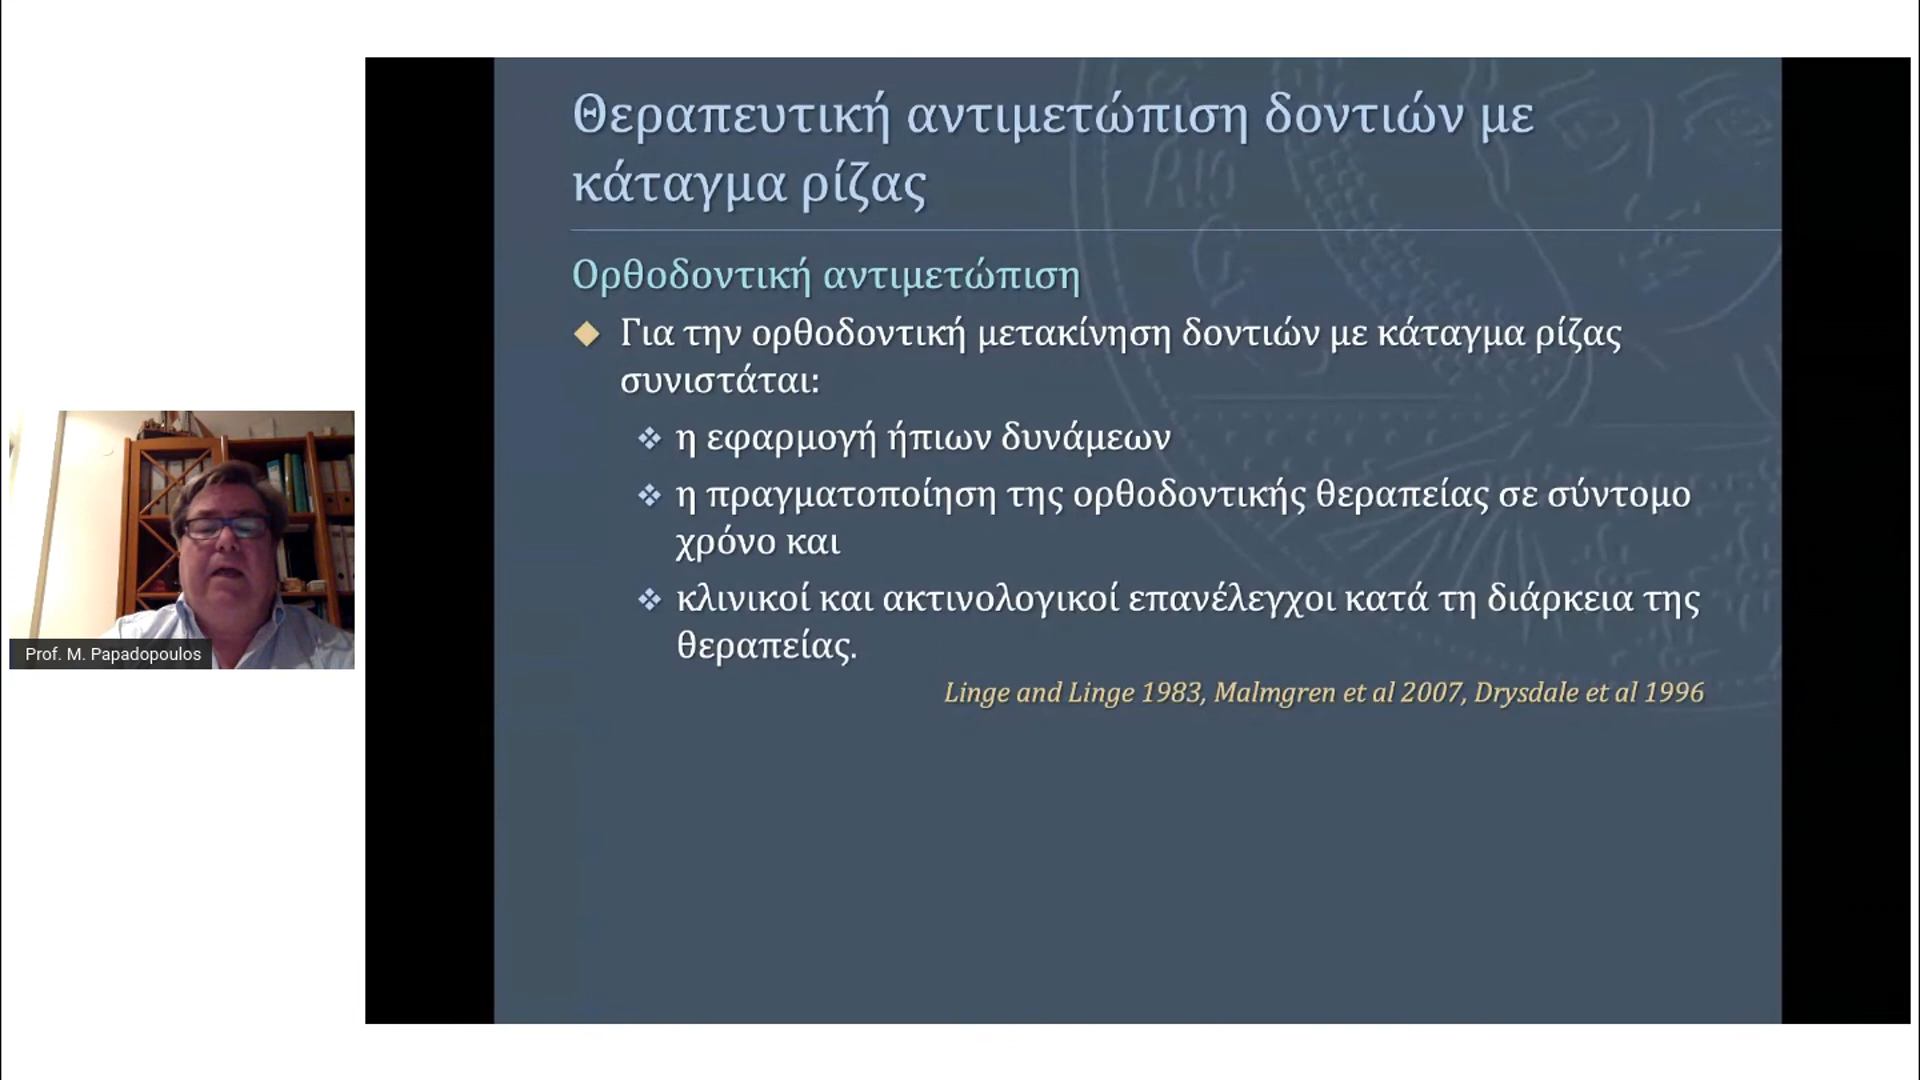 Θεραπευτική αντιμετώπιση δοντιών με
κάταγμα ρίζας
Ορθοδοντική αντιμετώπιση
Για την ορθοδοντική μετακίνηση δοντιών με κάταγμα ρίζας
συνιστάται:
η εφαρμογή ήπιων δυνάμεων
η πραγματοποίηση της ορθοδοντικής θεραπείας σε σύντομο
χρόνο και
κλινικοί και ακτινολογικοί επανέλεγχοι κατά τη διάρκεια της
θεραπείας.
Linge and Linge 1983, Malmgren et al 2007, Drysdale et al 1996
Prof. M. Papadopoulos